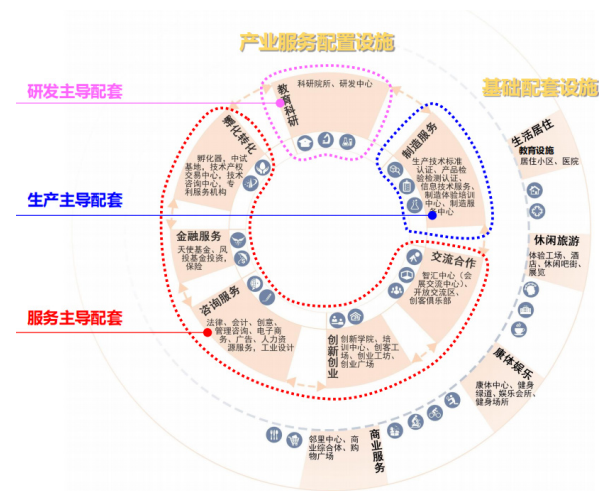 产业服务配置设施
基础配套设施
研发主导配套
生产主导配套
服务主导配套
教育科研
科研院所、研发中心
制造服务
生产技术标准
认证、产品检
验检测认证、
信息技术服务、
制造体验培训
中心、制造服
务中心
孵化转化
孵化器，中试
基地，技术产权
交易中心，技术
咨询中心，专
利服务机构
金融服务
天使基金、风
投基金投资，
保险
咨询服务
法律、会计、创意、
管理咨询、电子商
务、广告、人力资
源服务，工业设计
创新创业
创新学院、培
训中心、创客工
场、创业工坊、
创业广场
交流合作
智汇中心（会
展交流中心）、
开放交流区、
创客俱乐部
生活居住
教育设施
居住小区、医院
休闲旅游
体验工场、酒
店、休闲吧街、
展览
康体娱乐
康体中心、健身
绿道、娱乐会所、
健身场所
商业服务
邻里中心、商
业综合体、购
物广场